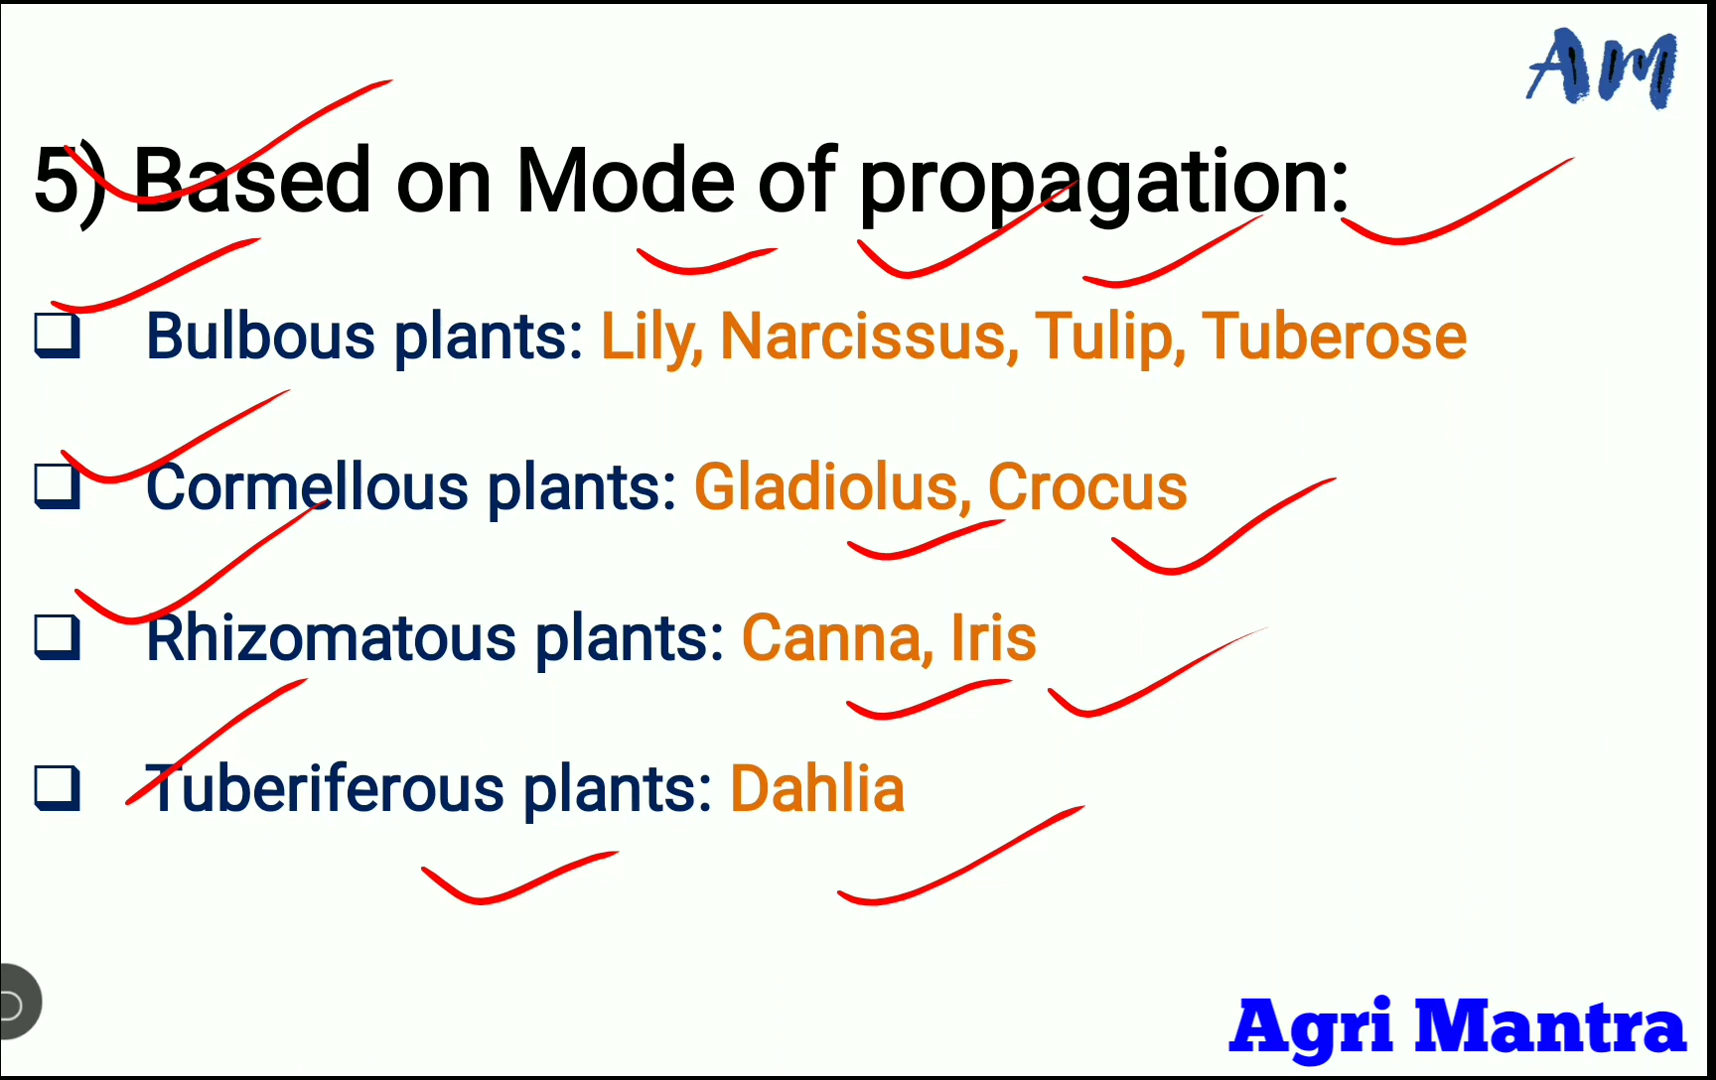 AM
5) Based on Mode of propagation:
Bulbous plants: Lily, Narcissus, Tulip, Tuberose
Cormellous plants: Gladiolus, Crocus
Rhizomatous plants: Canna, Iris
Tuberiferous plants: Dahlia
Agri Mantra